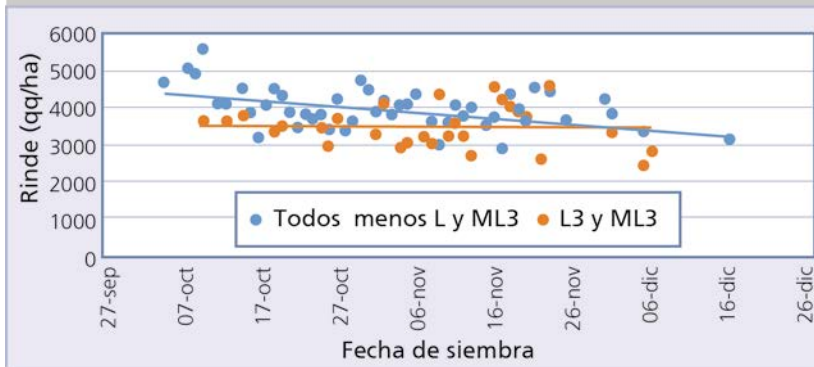 6000
5000
4000
3000
2000
1000
0
Rinde (qq/ha)
Todos menos L y ML3
L3 y ML3
27-sep
07-oct
17-oct
27-oct
06-nov
16-nov
26-nov
06-dic
16-dic
26-dic
Fecha de siembra